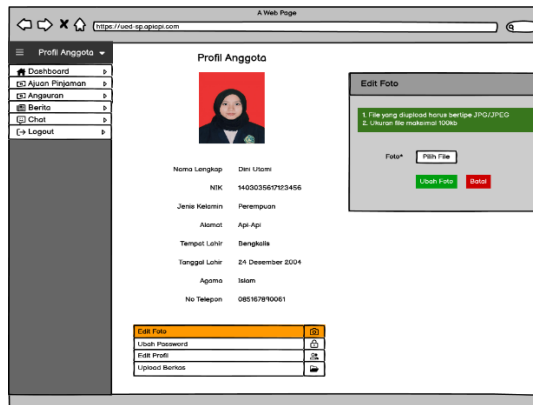 A Web Page
https://ued-sp.apiapi.com
Profil Anggota
Dashboard
Ajuan Pinjaman
Angsuran
Berita
Chat
Logout
Profil Anggota
Nama Lengkap Dini Utami
NIK 1403035617123456
Jenis Kelamin Perempuan
Alamat Api-Api
Tempat Lahir Bengkalis
Tanggal Lahir 24 Desember 2004
Agama Islam
No Telepon 085167890061
Edit Foto
Ubah Password
Edit Profil
Upload Berkas
Edit Foto
1. File yang diupload harus bertipe JPG/JPEG
2. Ukuran file maksimal 100kb
Foto* Pilih File
Ubah Foto Batal